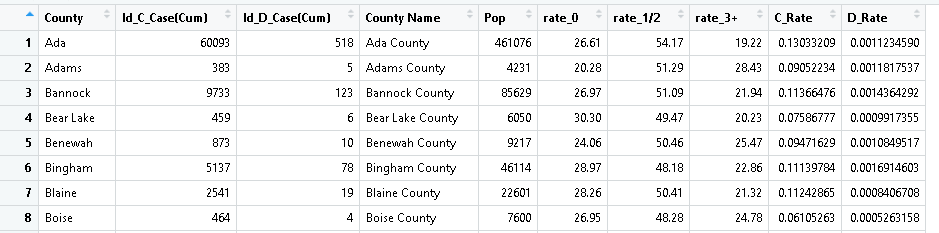 County Id_C_Case(Cum) Id_D_Case(Cum) County Name Pop rate_0 rate_1/2 rate_3+ C_Rate D_Rate
1 Ada 60093 518 Ada County 461076 26.61 54.17 19.22 0.13033209 0.0011234590
2 Adams 383 5 Adams County 4231 20.28 51.29 28.43 0.09052234 0.0011817537
3 Bannock 9733 123 Bannock County 85629 26.97 51.09 21.94 0.11366476 0.0014364292
4 Bear Lake 459 6 Bear Lake County 6050 30.30 49.47 20.23 0.07586777 0.0009917355
5 Benewah 873 10 Benewah County 9217 24.06 50.46 25.47 0.09471629 0.0010849517
6 Bingham 5137 78 Bingham County 46114 28.97 48.18 22.86 0.11139784 0.0016914603
7 Blaine 2541 19 Blaine County 22601 28.26 50.41 21.32 0.11242865 0.0008406708
8 Boise 464 4 Boise County 7600 26.95 48.28 24.78 0.06105263 0.0005263158